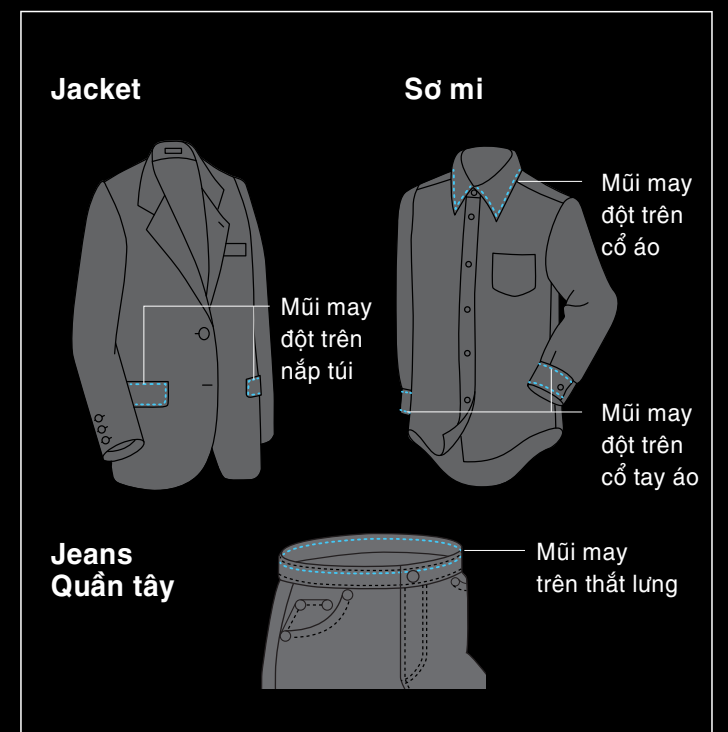 Jacket
Sơ mi
Mũi may
đột trên
cổ áo
Mũi may
đột trên
nắp túi
Mũi may
đột trên
cổ tay áo
Jeans
Quần tây
Mũi may
trên thắt lưng